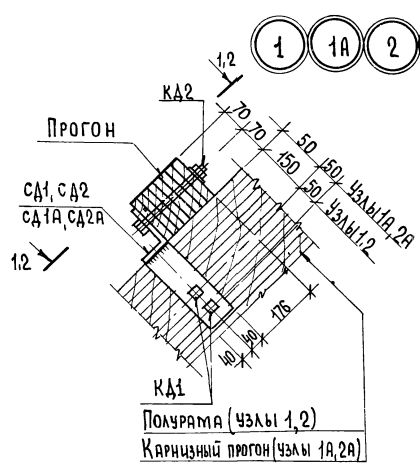 1 1А 2
1,2
КД2
ПРОГОН
70
70
50
150
50
50
УЗЛЫ 1А, 2А
УЗЛЫ 1,2
СД1, СД2
СД1А, СД2А
1,2
176
40
40
КД1
ПОЛУРАМА (УЗЛЫ 1,2)
КАРНИЗНЫЙ ПРОГОН (УЗЛЫ 1А, 2А)